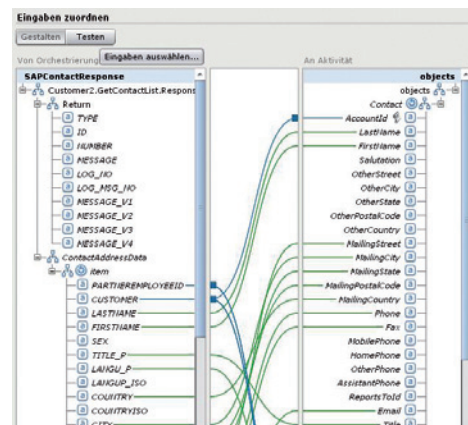 Eingaben zuordnen
Gestalten
Testen
Von Orchestrierung
Eingaben auswählen...
An Aktivität
SAPContactResponse
Customer2.GetContactList.Respons
Return
TYPE
ID
NUMBER
MESSAGE
LOG_NO
LOG_MSG_NO
MESSAGE_V1
MESSAGE_V2
MESSAGE_V3
MESSAGE_V4
ContactAddressData
item
PARTNEREMPLOYEEID
CUSTOMER
LASTNAME
FIRSTNAME
SEX
TITLE_P
LANGU_P
LANGUP_ISO
COUNTRY
COUNTRYISO
CITY
objects
objects
Contact
AccountId
LastName
FirstName
Salutation
OtherStreet
OtherCity
OtherState
OtherPostalCode
OtherCountry
MailingStreet
MailingCity
MailingState
MailingPostalCode
MailingCountry
Phone
Fax
MobilePhone
HomePhone
OtherPhone
AssistantPhone
ReportsToId
Email
Title